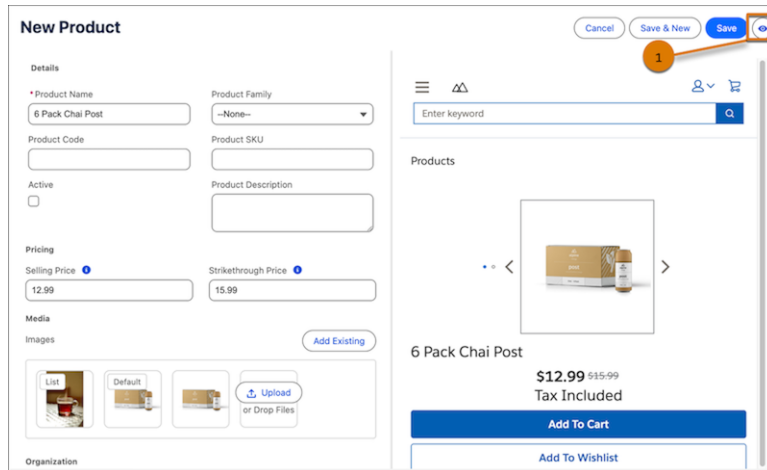 New Product
Cancel
Save & New
Save
1
Details
* Product Name
Product Family
6 Pack Chai Post
--None--
Product Code
Product SKU
Active
Product Description
Pricing
Selling Price
Strikethrough Price
12.99
15.99
Media
Images
Add Existing
List
Default
Upload
or Drop Files
Organization
Enter keyword
Products
post
6 Pack Chai Post
$12.99 $15.99
Tax Included
Add To Cart
Add To Wishlist